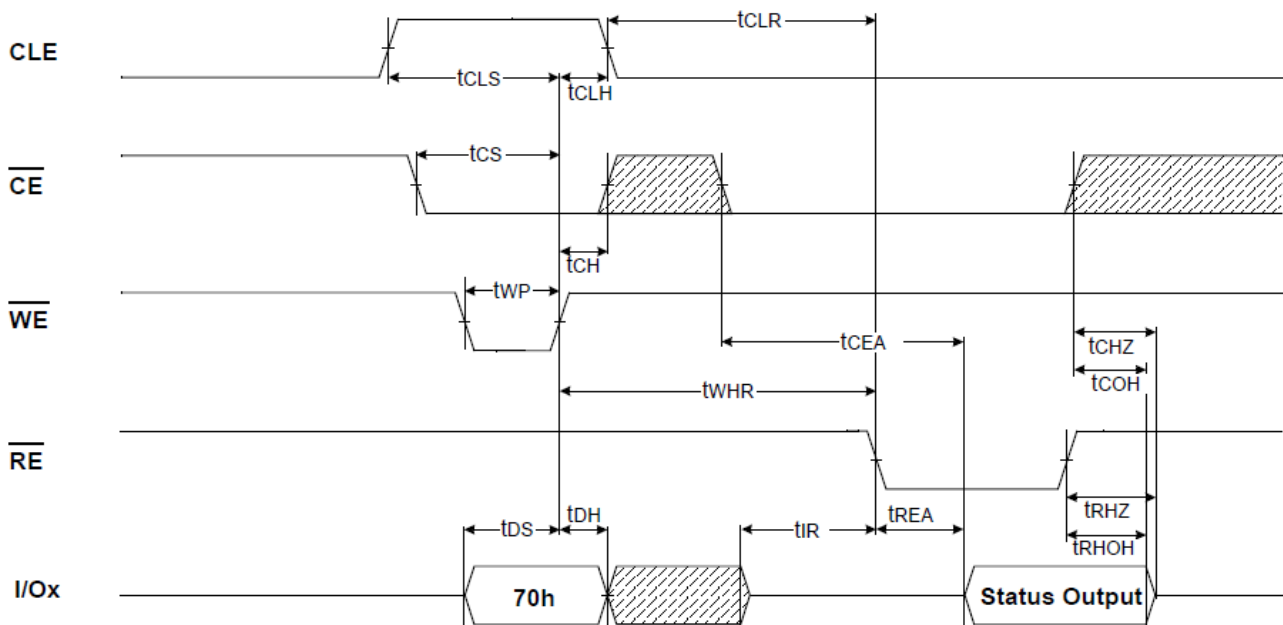 CLE
tCLR
tCLS
tCLH
CE
tCS
tCH
WE
tWP
tCEA
tCHZ
tCOH
tWHR
RE
tDS
tDH
tIR
tREA
tRHZ
tRHOH
I/Ox
70h
Status Output